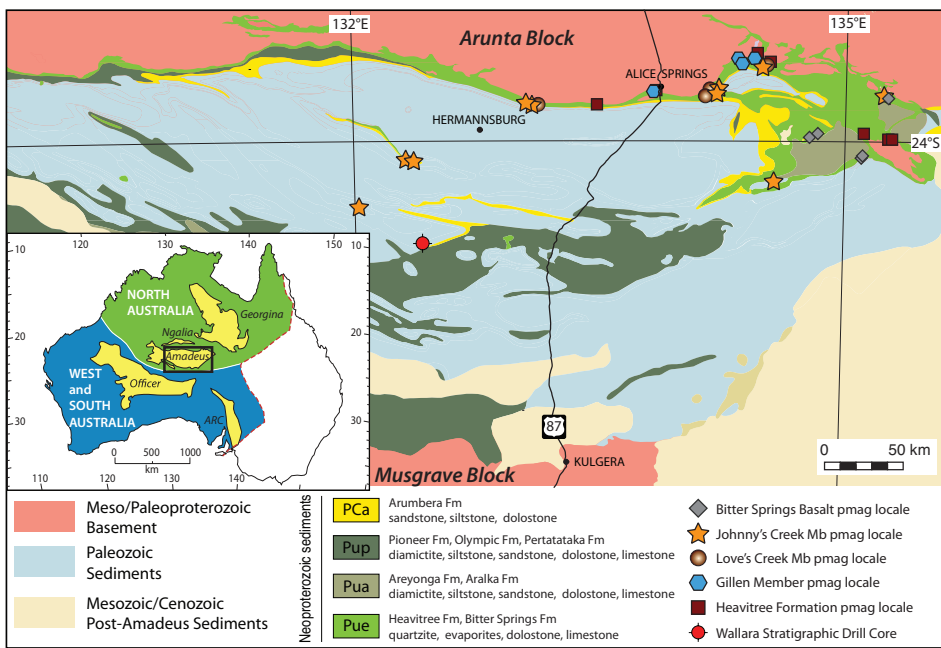 132°E
135°E
Arunta Block
ALICE SPRINGS
HERMANNSBURG
24°S
120
130
140
150
10
10
NORTH
AUSTRALIA
Georgina
Ngalia
20
20
Amadeus
WEST
and
SOUTH
AUSTRALIA
Officer
ARC
30
30
0 500 1000
km
110
120
130
140
87
KULGERA
Musgrave Block
0 50 km
Meso/Paleoproterozoic
Basement
Paleozoic
Sediments
Mesozoic/Cenozoic
Post-Amadeus Sediments
Neoproterozoic sediments
PCa
Arumbera Fm
sandstone, siltstone, dolostone
Pup
Pioneer Fm, Olympic Fm, Pertatataka Fm
diamictite, siltstone, sandstone, dolostone, limestone
Pua
Areyonga Fm, Aralka Fm
diamictite, siltstone, sandstone, dolostone, limestone
Pue
Heavitree Fm, Bitter Springs Fm
quartzite, evaporites, dolostone, limestone
Bitter Springs Basalt pmag locale
Johnny's Creek Mb pmag locale
Love's Creek Mb pmag locale
Gillen Member pmag locale
Heavitree Formation pmag locale
Wallara Stratigraphic Drill Core